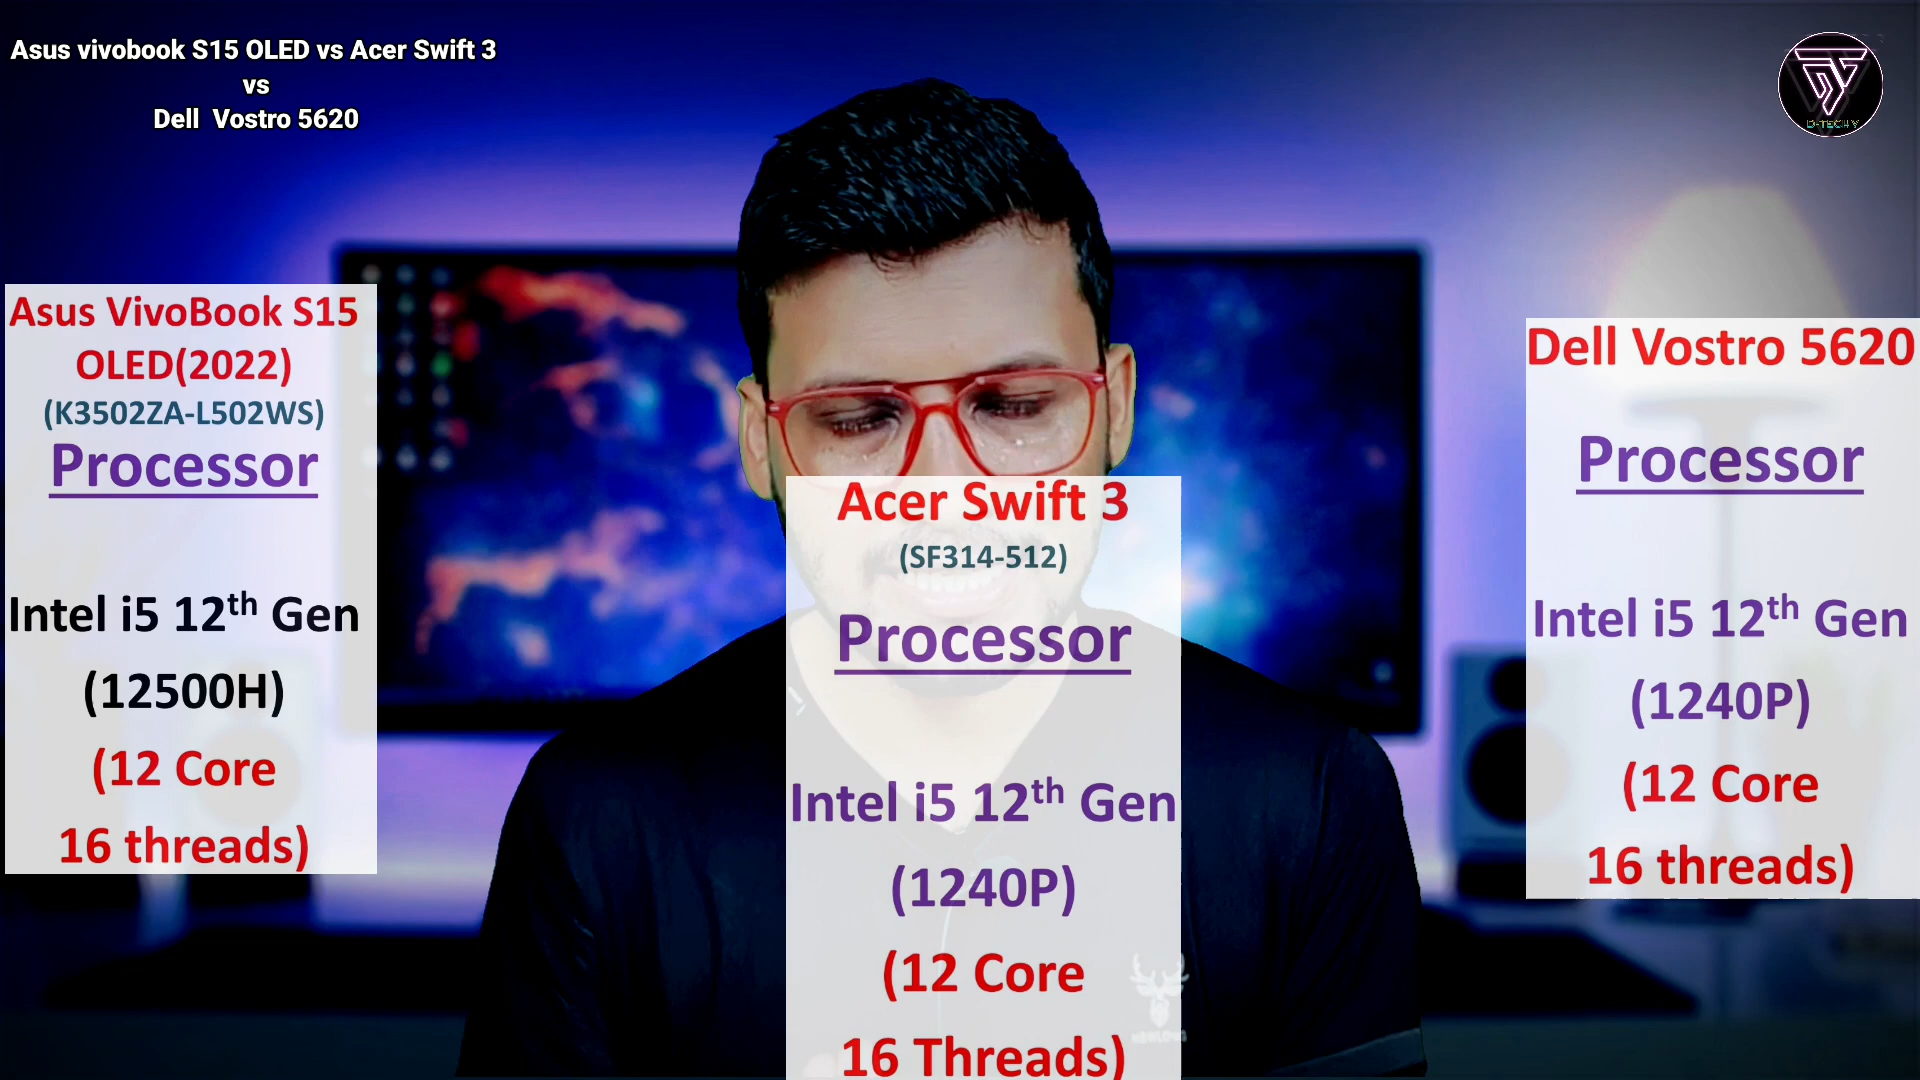 Asus vivobook S15 OLED vs Acer Swift 3
vs
Dell Vostro 5620
D-TECHY
Asus VivoBook S15
OLED(2022)
(K3502ZA-L502WS)
Processor
Intel i5 12th Gen
(12500H)
(12 Core
16 threads)
Acer Swift 3
(SF314-512)
Processor
Intel i5 12th Gen
(1240P)
(12 Core
16 Threads)
Dell Vostro 5620
Processor
Intel i5 12th Gen
(1240P)
(12 Core
16 threads)